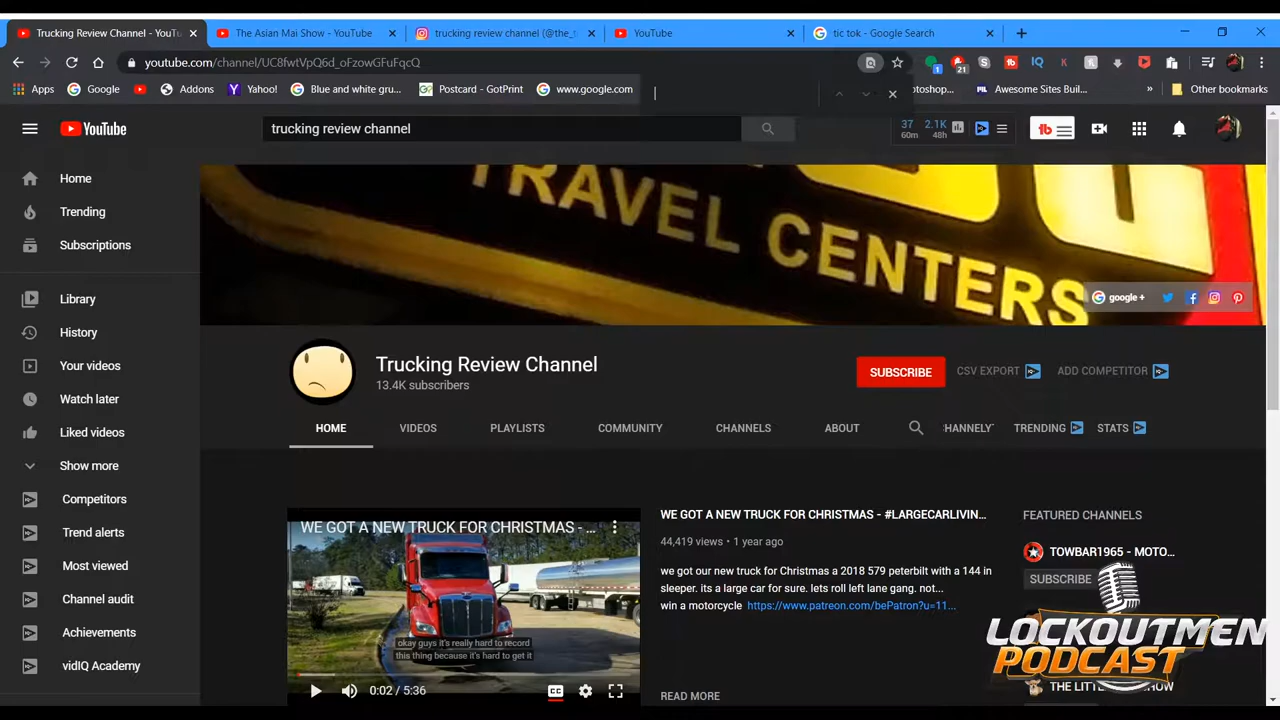 Trucking Review Channel - YouTu
The Asian Mai Show - YouTube
trucking review channel (@the_t
YouTube
tic tok - Google Search
youtube.com/channel/UC8fwtVpQ6d_oFzowGFuFqcQ
1
21
Apps
Google
Addons
Yahoo!
Blue and white gru...
Postcard - GotPrint
www.google.com
otoshop...
Awesome Sites Buil...
»
Other bookmarks
YouTube
trucking review channel
37
60m
2.1K
48h
Home
Trending
Subscriptions
Library
History
Your videos
Watch later
Liked videos
Show more
Competitors
Trend alerts
Most viewed
Channel audit
Achievements
vidIQ Academy
TRAVEL CENTERS
google +
Trucking Review Channel
13.4K subscribers
SUBSCRIBE
CSV EXPORT
ADD COMPETITOR
HOME
VIDEOS
PLAYLISTS
COMMUNITY
CHANNELS
ABOUT
HANNELY
TRENDING
STATS
WE GOT A NEW TRUCK FOR CHRISTMAS - ...
okay guys it's really hard to record
this thing because it's hard to get it
0:02 / 5:36
CC
WE GOT A NEW TRUCK FOR CHRISTMAS - #LARGECARLIVIN...
44,419 views • 1 year ago
we got our new truck for Christmas a 2018 579 peterbilt with a 144 in
sleeper. its a large car for sure. lets roll left lane gang. not...
win a motorcycle https://www.patreon.com/bePatron?u=11...
READ MORE
FEATURED CHANNELS
TOWBAR1965 - MOTO...
SUBSCRIBE
LOCKOUTMEN
PODCAST